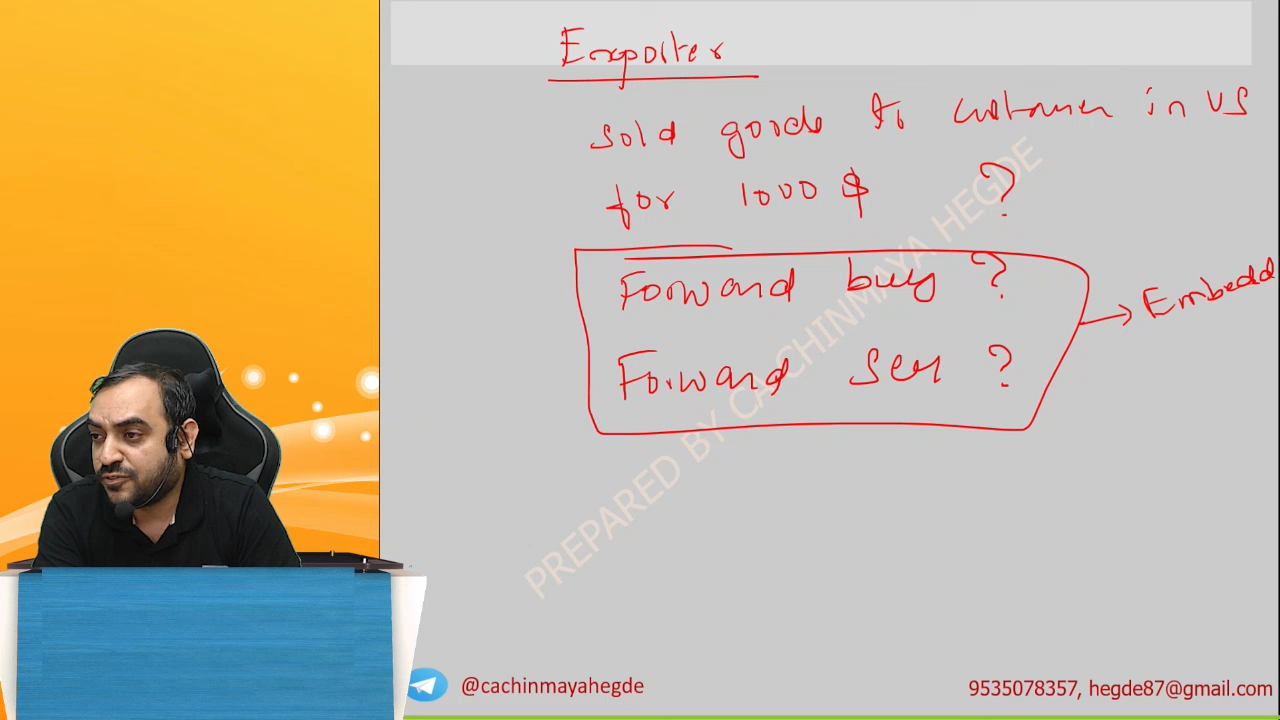 Exporter
sold goods to customer in US
for 1000 $ ?
Forward buy ?
Forward sell ?
→ Embedd
PREPARED BY CA CHINMAYA HEGDE
@cachinmayahegde
9535078357, hegde87@gmail.com